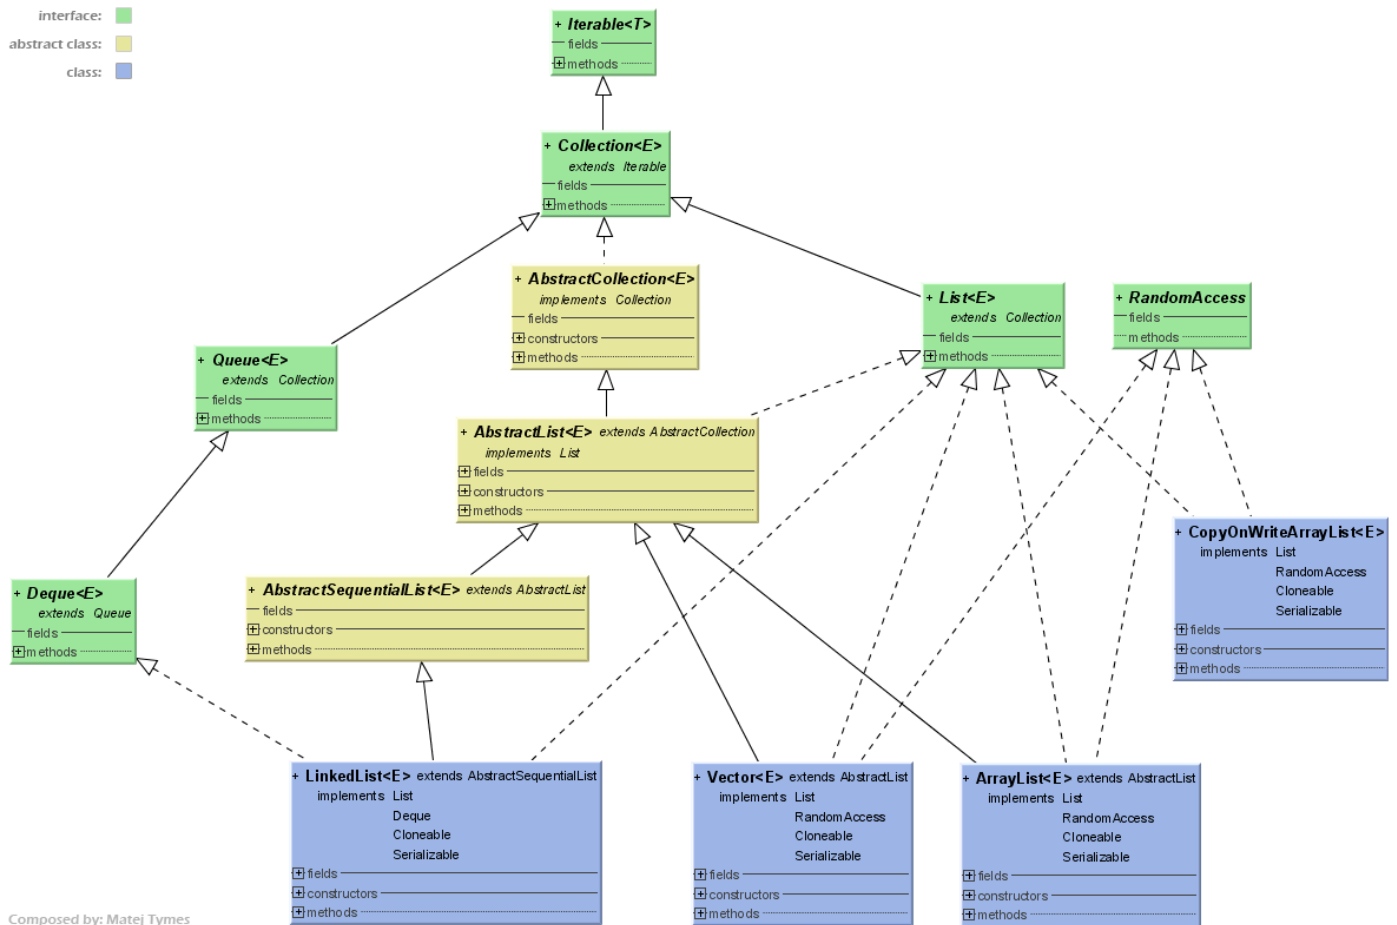 interface:
abstract class:
class:
+ Iterable<T>
fields
+ methods
+ Collection<E>
extends Iterable
fields
+ methods
+ AbstractCollection<E>
implements Collection
fields
+ constructors
+ methods
+ List<E>
extends Collection
fields
+ methods
+ RandomAccess
fields
methods
+ Queue<E>
extends Collection
fields
+ methods
+ AbstractList<E> extends AbstractCollection
implements List
+ fields
+ constructors
+ methods
+ CopyOnWriteArrayList<E>
implements List
RandomAccess
Cloneable
Serializable
+ fields
+ constructors
+ methods
+ Deque<E>
extends Queue
fields
+ methods
+ AbstractSequentialList<E> extends AbstractList
fields
+ constructors
+ methods
+ LinkedList<E> extends AbstractSequentialList
implements List
Deque
Cloneable
Serializable
+ fields
+ constructors
+ methods
+ Vector<E> extends AbstractList
implements List
RandomAccess
Cloneable
Serializable
+ fields
+ constructors
+ methods
+ ArrayList<E> extends AbstractList
implements List
RandomAccess
Cloneable
Serializable
+ fields
+ constructors
+ methods
Composed by: Matej Tymes